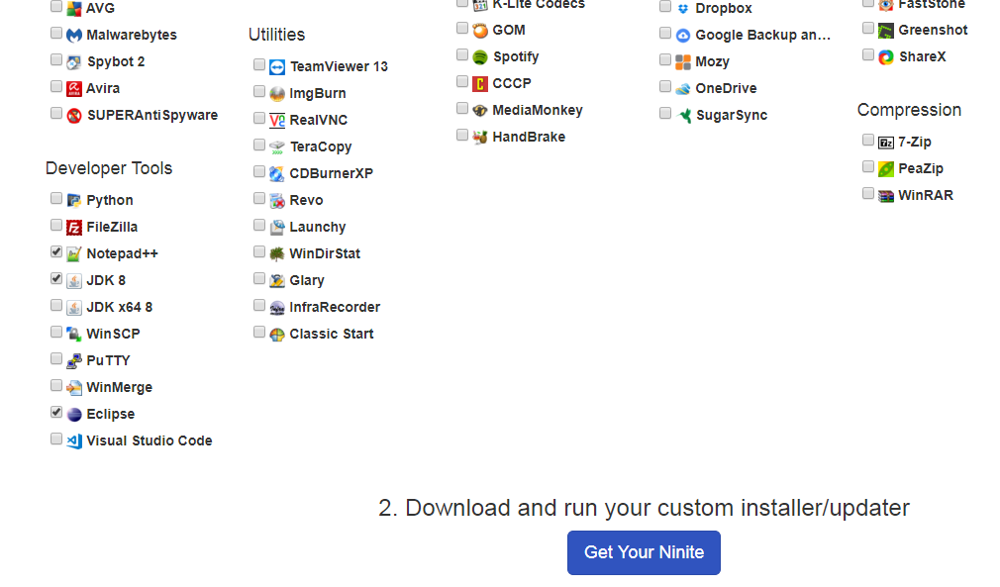 AVG
Malwarebytes
Spybot 2
Avira
SUPERAntiSpyware
Developer Tools
Python
FileZilla
Notepad++
JDK 8
JDK x64 8
WinSCP
PuTTY
WinMerge
Eclipse
Visual Studio Code
Utilities
TeamViewer 13
ImgBurn
RealVNC
TeraCopy
CDBurnerXP
Revo
Launchy
WinDirStat
Glary
InfraRecorder
Classic Start
K-Lite Codecs
GOM
Spotify
CCCP
MediaMonkey
HandBrake
Dropbox
Google Backup an...
Mozy
OneDrive
SugarSync
FastStone
Greenshot
ShareX
Compression
7-Zip
PeaZip
WinRAR
2. Download and run your custom installer/updater
Get Your Ninite